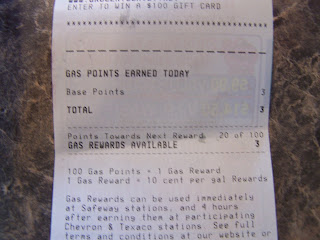 ENTER TO WIN A $100 GIFT CARD
GAS POINTS EARNED TODAY
Base Points 3
TOTAL 3
Points Towards Next Reward 20 of 100
GAS REWARDS AVAILABLE 3
100 Gas Points = 1 Gas Reward
1 Gas Reward = 10 cent per gal Rewards
Gas Rewards can be used immediately
at Safeway stations, and 4 hours
after earning them at participating
Chevron & Texaco stations. See full
terms and conditions at our website or